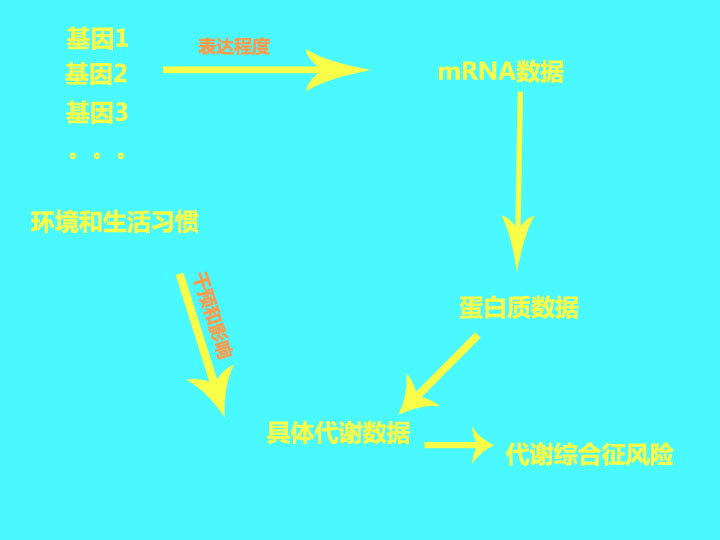 基因1
表达程度
基因2
mRNA数据
基因3
。。。
环境和生活习惯
干预和影响
蛋白质数据
具体代谢数据
代谢综合征风险